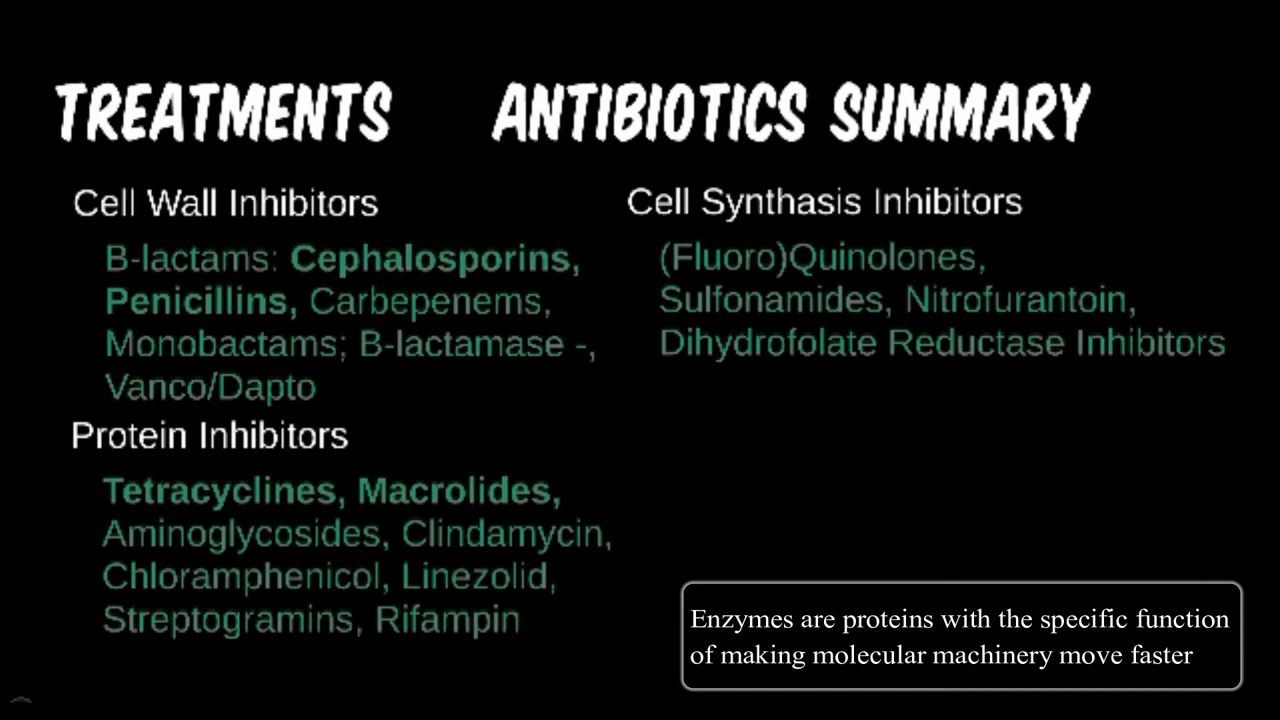 TREATMENTS ANTIBIOTICS SUMMARY
Cell Wall Inhibitors
B-lactams: Cephalosporins,
Penicillins, Carbepenems,
Monobactams; B-lactamase -,
Vanco/Dapto
Protein Inhibitors
Tetracyclines, Macrolides,
Aminoglycosides, Clindamycin,
Chloramphenicol, Linezolid,
Streptogramins, Rifampin
Cell Synthasis Inhibitors
(Fluoro)Quinolones,
Sulfonamides, Nitrofurantoin,
Dihydrofolate Reductase Inhibitors
Enzymes are proteins with the specific function
of making molecular machinery move faster